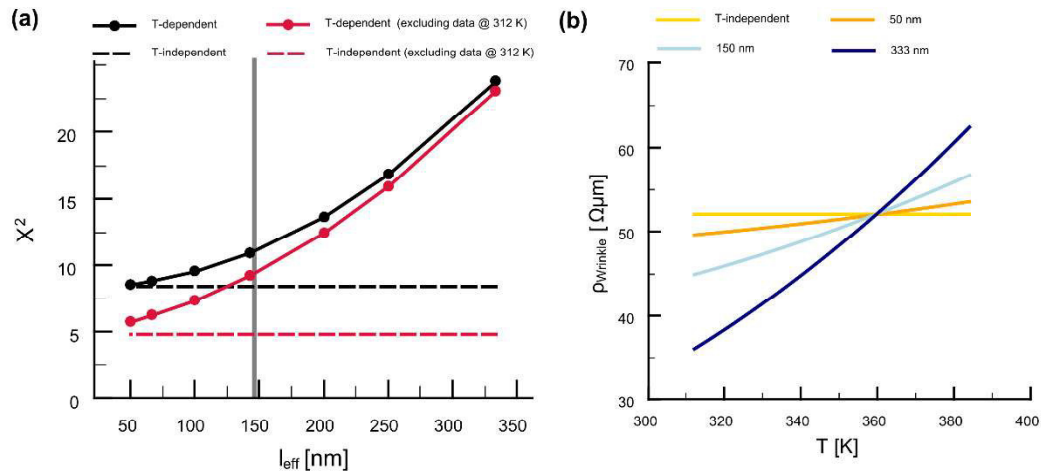 (a)
T-dependent
T-dependent (excluding data @ 312 K)
T-independent
T-independent (excluding data @ 312 K)
20
15
10
5
0
Χ²
50
100
150
200
250
300
350
l_eff [nm]
(b)
T-independent
50 nm
150 nm
333 nm
70
60
50
40
30
ρ_Wrinkle [Ωμm]
300
320
340
360
380
400
T [K]